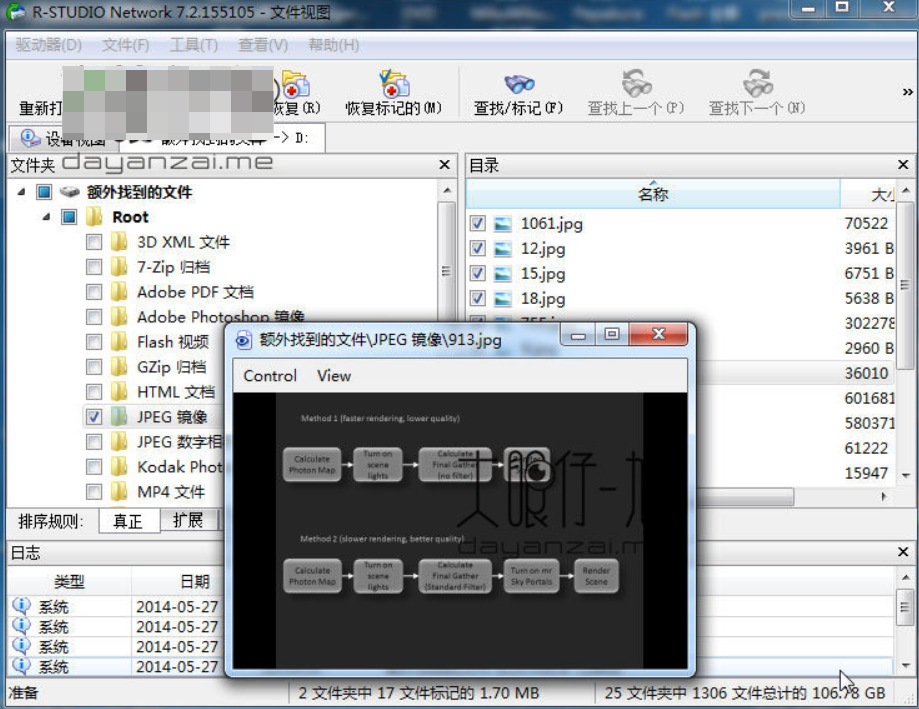 R-STUDIO Network 7.2.155105 - 文件视图
驱动器(D) 文件(F) 工具(T) 查看(V) 帮助(H)
重新打 恢复(R) 恢复标记的(M) 查找/标记(F) 查找上一个(P) 查找下一个(N) »
设备视图 额外找到的文件 -> D:
dayanzai.me
文件夹
额外找到的文件
Root
3D XML 文件
7-Zip 归档
Adobe PDF 文档
Adobe Photoshop 镜像
Flash 视频
GZip 归档
HTML 文档
JPEG 镜像
JPEG 数字相
Kodak Phot
MP4 文件
排序规则: 真正 扩展
目录
名称 大小
1061.jpg 70522
12.jpg 3961 B
15.jpg 6751 B
18.jpg 5638 B
302278
2960 B
36010
601681
580371
61222
15947
额外找到的文件\JPEG 镜像\913.jpg
Control View
Method 1 (faster rendering, lower quality)
Calculate Photon Map
Turn on scene lights
Calculate Final Gather (no filter)
大眼仔-旭
dayanzai.m
Method 2 (slower rendering, better quality)
Calculate Photon Map
Turn on scene lights
Calculate Final Gather (Standard Filter)
Turn on mr Sky Portals
Render Scene
日志
类型 日期
系统 2014-05-27
系统 2014-05-27
系统 2014-05-27
系统 2014-05-27
准备 2 文件夹中 17 文件标记的 1.70 MB 25 文件夹中 1306 文件总计的 106.78 GB